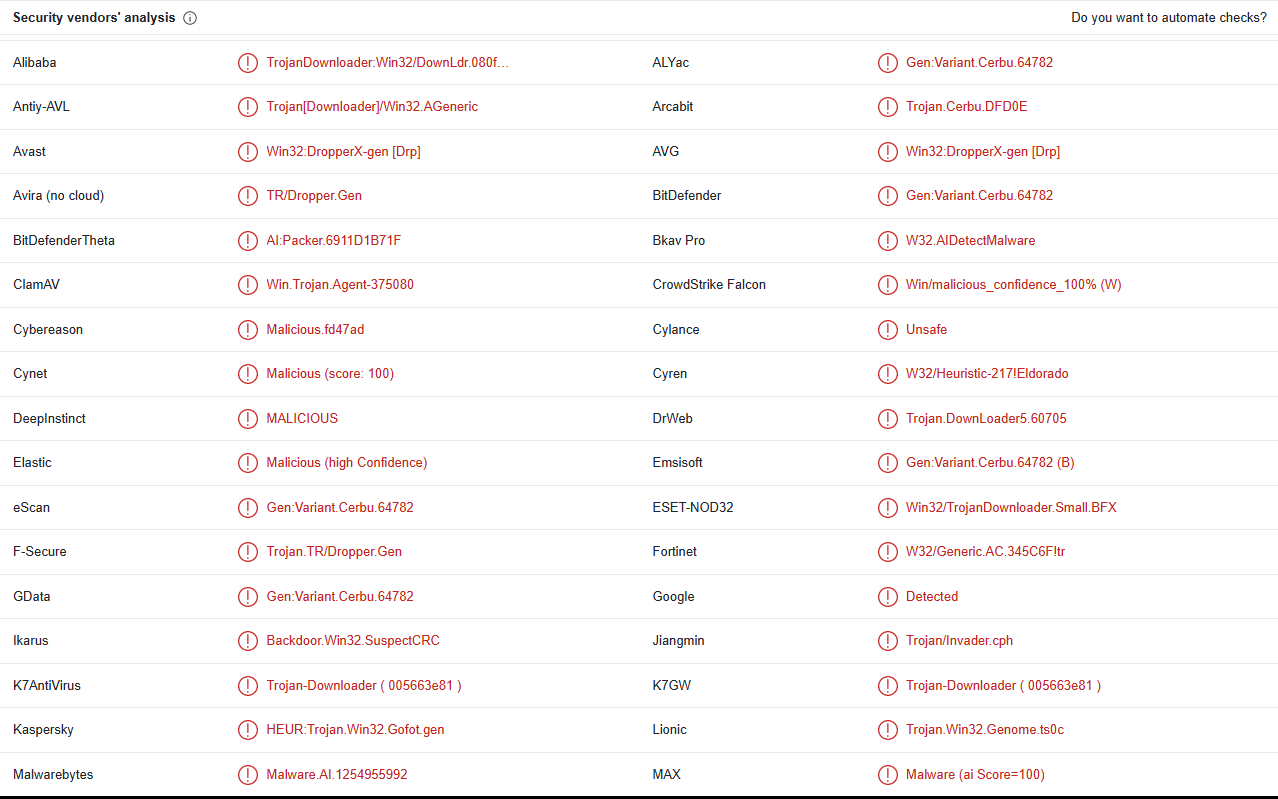 Security vendors' analysis Do you want to automate checks?
Alibaba TrojanDownloader:Win32/DownLdr.080f... ALYac Gen:Variant.Cerbu.64782
Antiy-AVL Trojan[Downloader]/Win32.AGeneric Arcabit Trojan.Cerbu.DFD0E
Avast Win32:DropperX-gen [Drp] AVG Win32:DropperX-gen [Drp]
Avira (no cloud) TR/Dropper.Gen BitDefender Gen:Variant.Cerbu.64782
BitDefenderTheta AI:Packer.6911D1B71F Bkav Pro W32.AIDetectMalware
ClamAV Win.Trojan.Agent-375080 CrowdStrike Falcon Win/malicious_confidence_100% (W)
Cybereason Malicious.fd47ad Cylance Unsafe
Cynet Malicious (score: 100) Cyren W32/Heuristic-217!Eldorado
DeepInstinct MALICIOUS DrWeb Trojan.DownLoader5.60705
Elastic Malicious (high Confidence) Emsisoft Gen:Variant.Cerbu.64782 (B)
eScan Gen:Variant.Cerbu.64782 ESET-NOD32 Win32/TrojanDownloader.Small.BFX
F-Secure Trojan.TR/Dropper.Gen Fortinet W32/Generic.AC.345C6F!tr
GData Gen:Variant.Cerbu.64782 Google Detected
Ikarus Backdoor.Win32.SuspectCRC Jiangmin Trojan/Invader.cph
K7AntiVirus Trojan-Downloader ( 005663e81 ) K7GW Trojan-Downloader ( 005663e81 )
Kaspersky HEUR:Trojan.Win32.Gofot.gen Lionic Trojan.Win32.Genome.ts0c
Malwarebytes Malware.AI.1254955992 MAX Malware (ai Score=100)